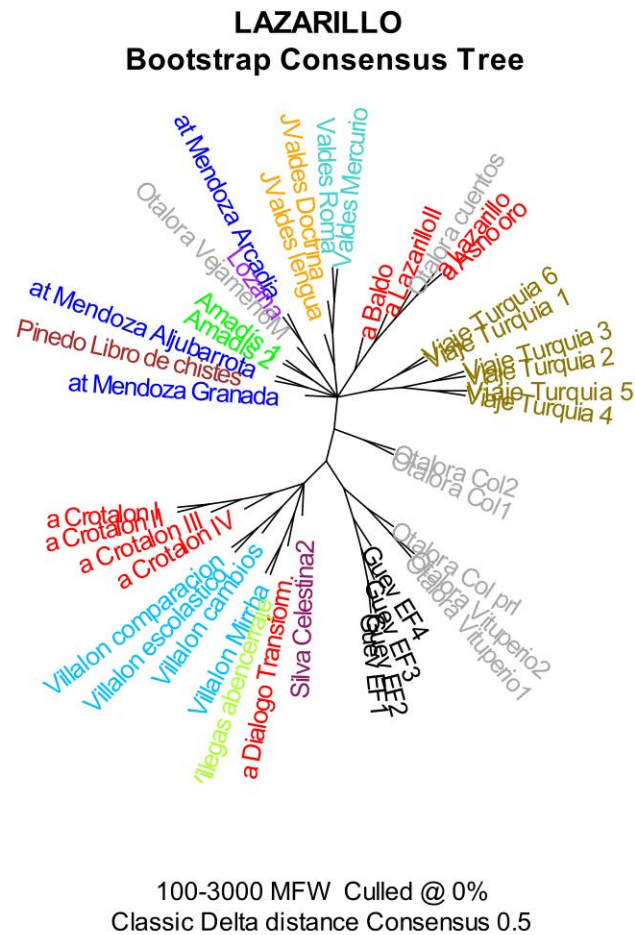 LAZARILLO
Bootstrap Consensus Tree
Valdes Mercurio
Valdes Roma
JValdes Doctrina
JValdes lengua
at Mendoza Arcadia
Lozana
Otalora VejamenoM
Amadis 1
Amadis 2
at Mendoza Aljubarrota
Pinedo Libro de chistes
at Mendoza Granada
a Baldo
a LazarilloII
Otalora cuentos
a Lazarillo
a Asno oro
Viaje Turquia 6
Viaje Turquia 1
Viaje Turquia 3
Viaje Turquia 2
Viaje Turquia 5
Viaje Turquia 4
Otalora Col2
Otalora Col1
Otalora Col prl
Otalora Vituperio2
Otalora Vituperio1
Guev EF4
Guev EF3
Guev EF2
Guev EF1
a Crotalon I
a Crotalon II
a Crotalon III
a Crotalon IV
Villalon comparacion
Villalon escolastico
Villalon cambios
Villalon Mirrha
Villegas abencerraje
a Dialogo Transform.
Silva Celestina2
100-3000 MFW Culled @ 0%
Classic Delta distance Consensus 0.5